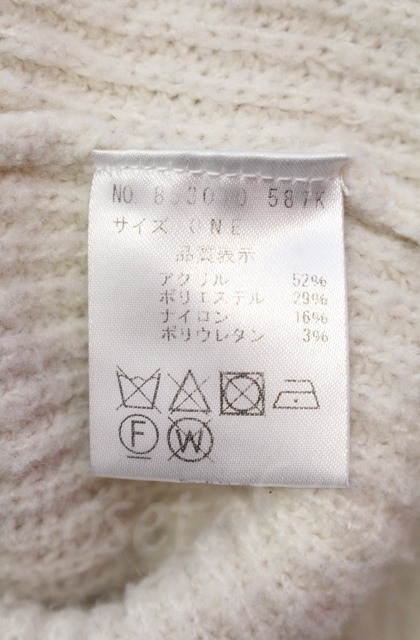 NO. 587K
サイズ ONE
品質表示
アクリル 52%
ポリエステル 29%
ナイロン 16%
ポリウレタン 3%
F W